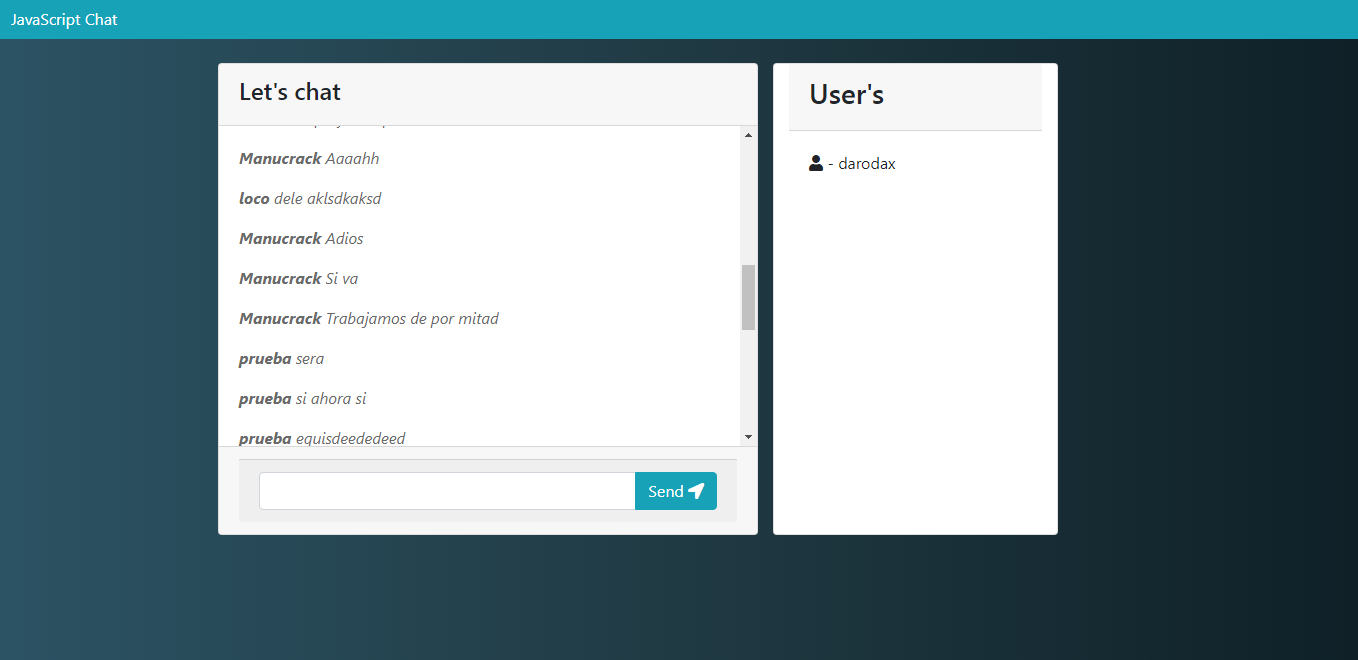 JavaScript Chat
Let's chat
Manucrack Aaaahh
loco dele aklsdkaksd
Manucrack Adios
Manucrack Si va
Manucrack Trabajamos de por mitad
prueba sera
prueba si ahora si
prueba equisdeededeed
Send
User's
- darodax